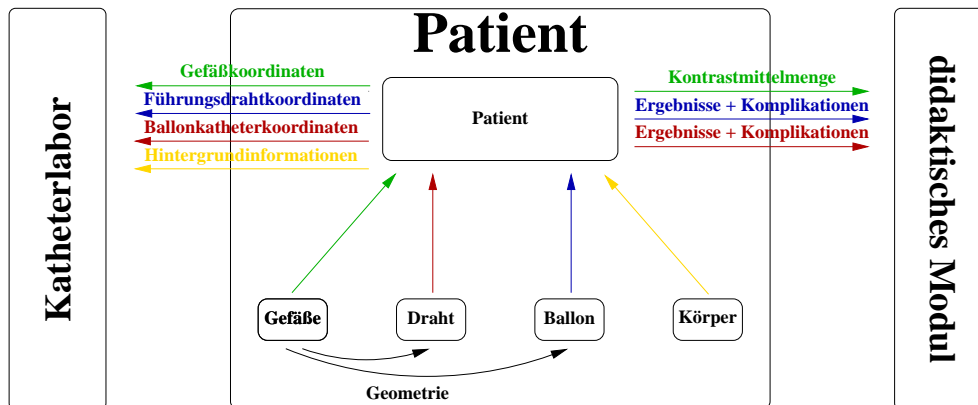 Patient
Katheterlabor
Gefäßkoordinaten
Führungsdrahtkoordinaten
Ballonkatheterkoordinaten
Hintergrundinformationen
Patient
Kontrastmittelmenge
Ergebnisse + Komplikationen
Ergebnisse + Komplikationen
didaktisches Modul
Gefäße
Draht
Ballon
Körper
Geometrie